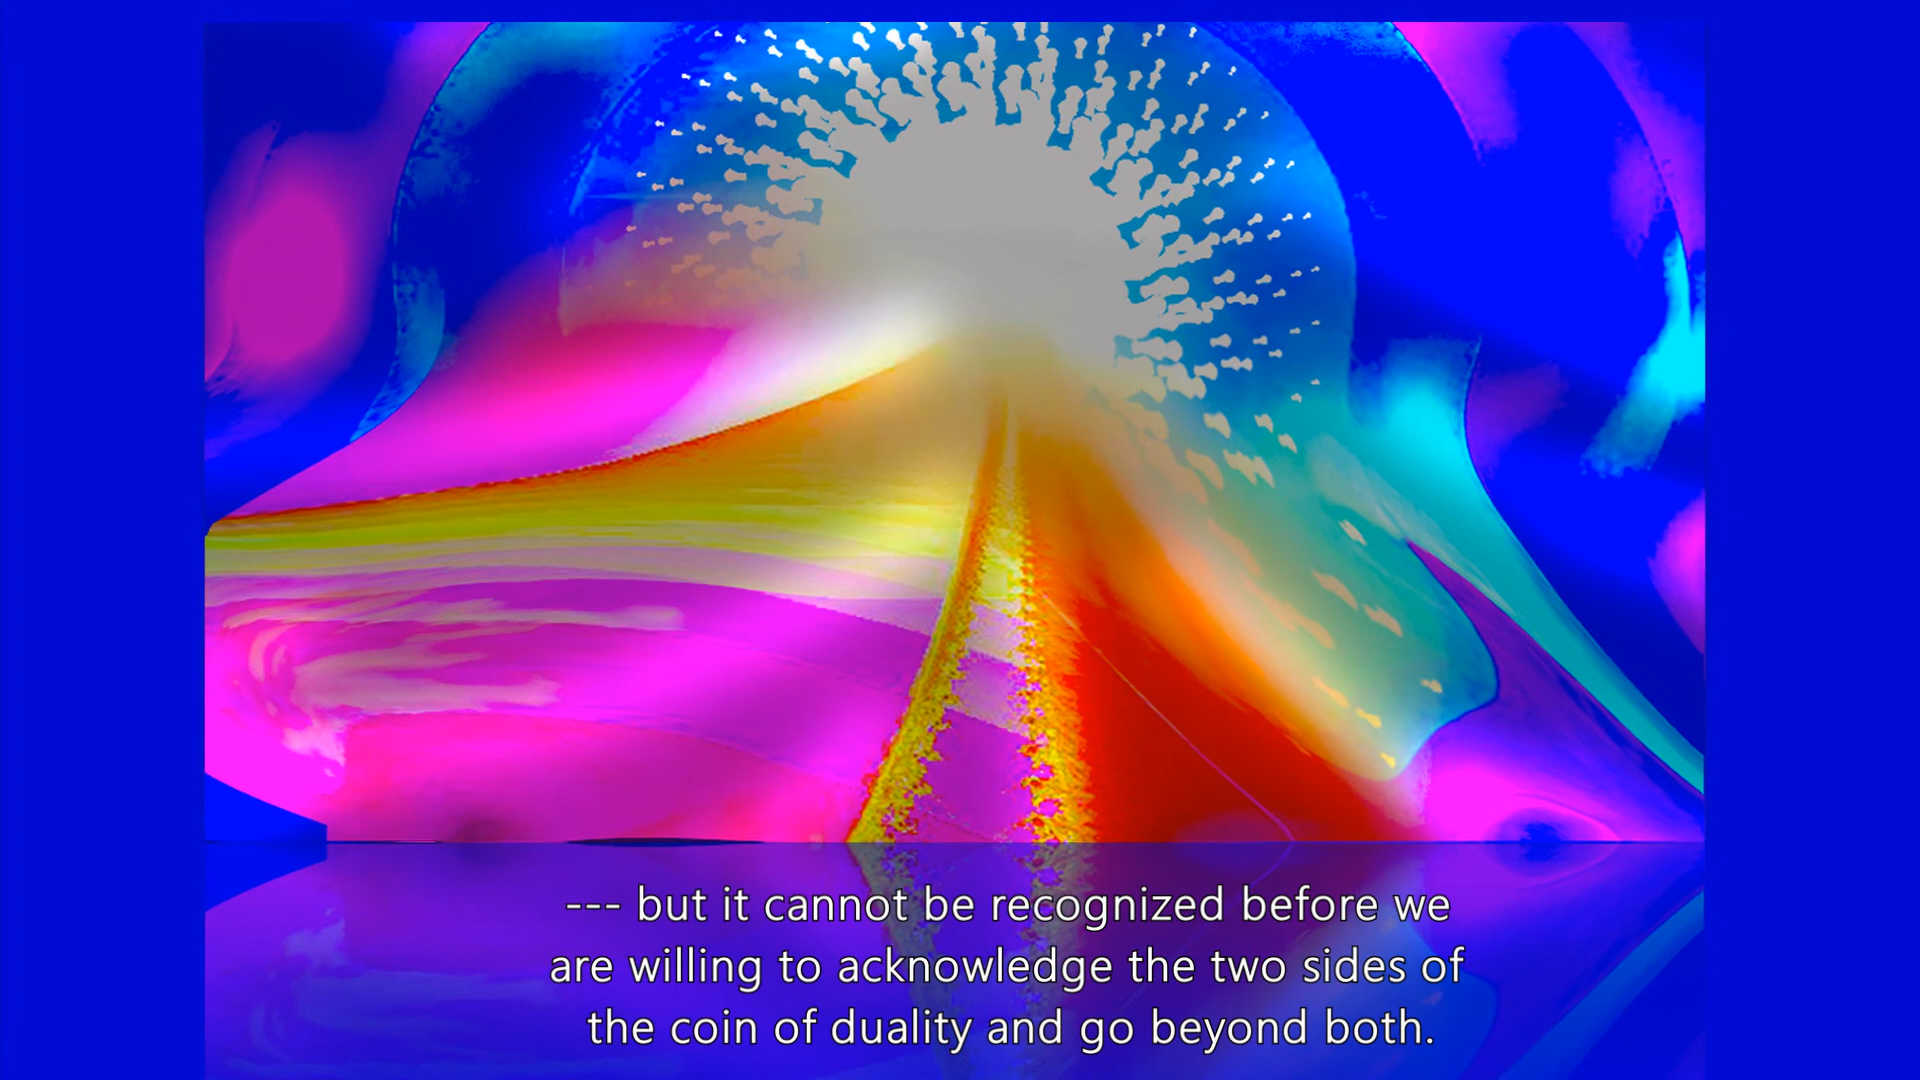 --- but it cannot be recognized before we
are willing to acknowledge the two sides of
the coin of duality and go beyond both.